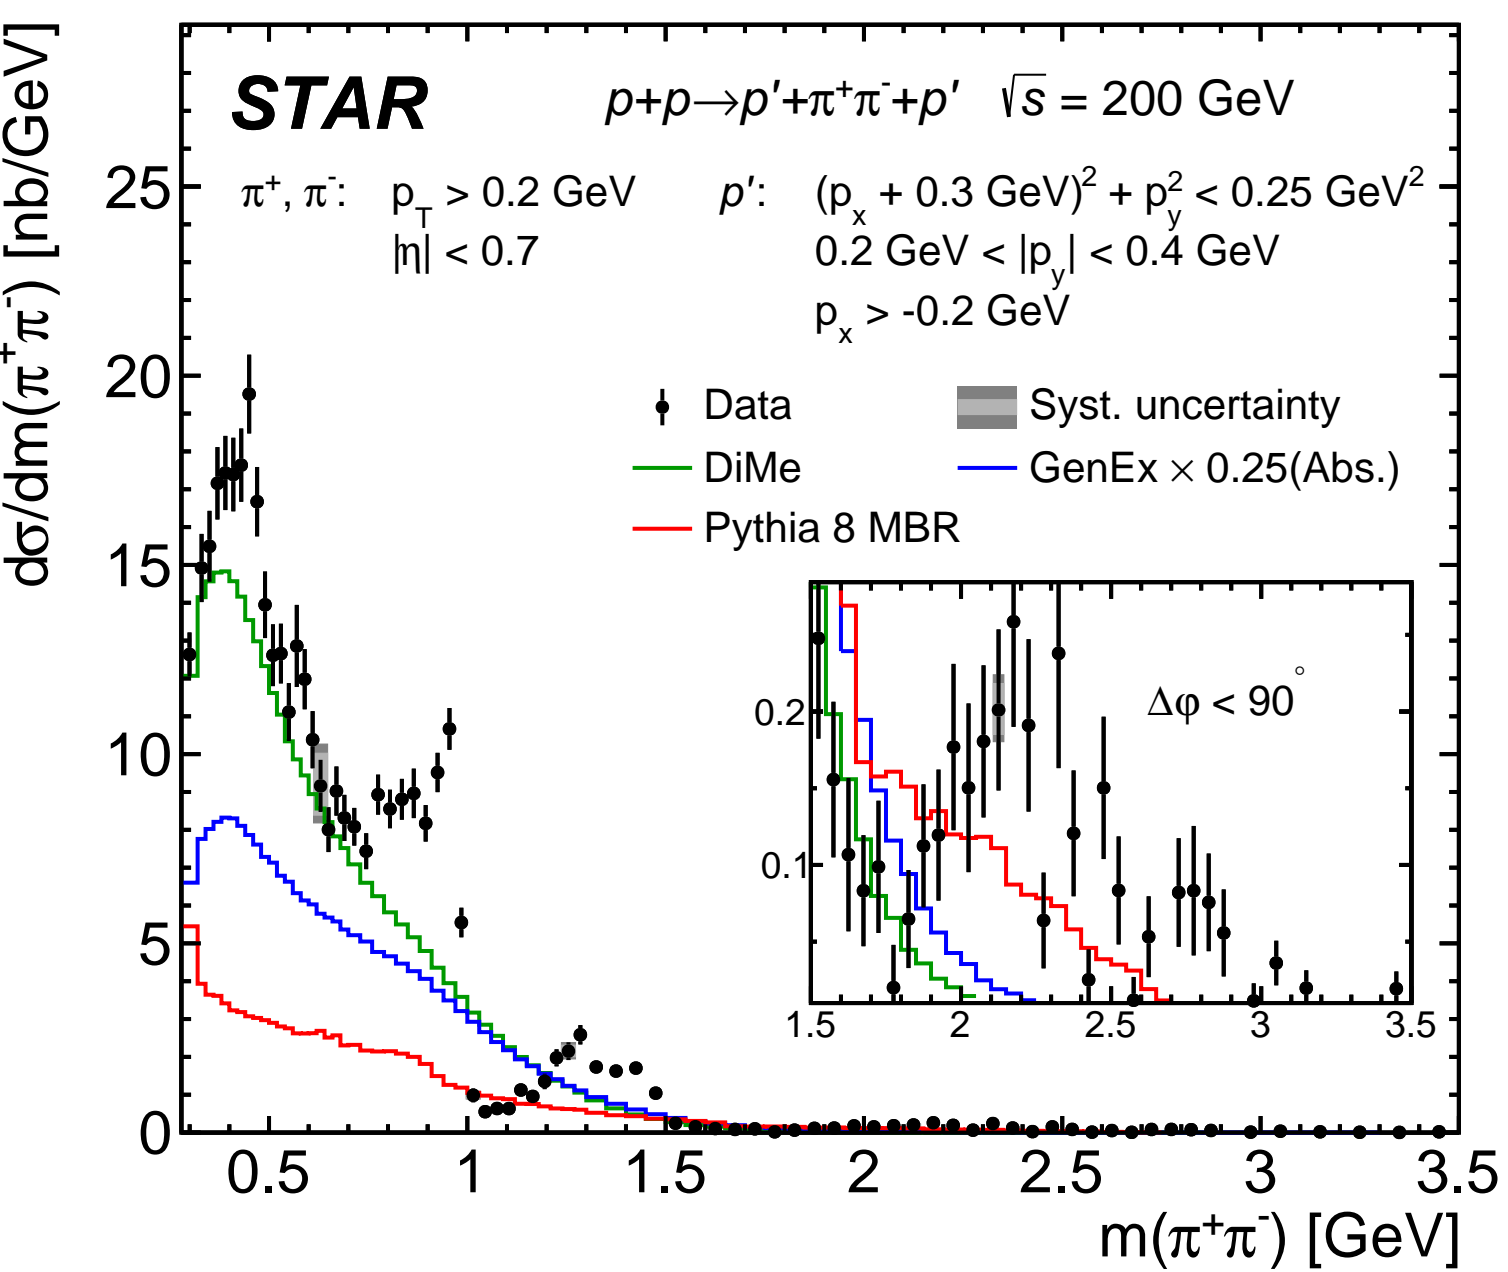 dσ/dm(π⁺π⁻) [nb/GeV]
STAR
p+p→p′+π⁺π⁻+p′ √s = 200 GeV
π⁺, π⁻: p_T > 0.2 GeV p′: (p_x + 0.3 GeV)² + p_y² < 0.25 GeV²
|η| < 0.7 0.2 GeV < |p_y| < 0.4 GeV
p_x > -0.2 GeV
Data Syst. uncertainty
DiMe GenEx × 0.25(Abs.)
Pythia 8 MBR
25
20
15
10
5
0
Δφ < 90°
0.2
0.1
1.5 2 2.5 3 3.5
0.5 1 1.5 2 2.5 3 3.5
m(π⁺π⁻) [GeV]